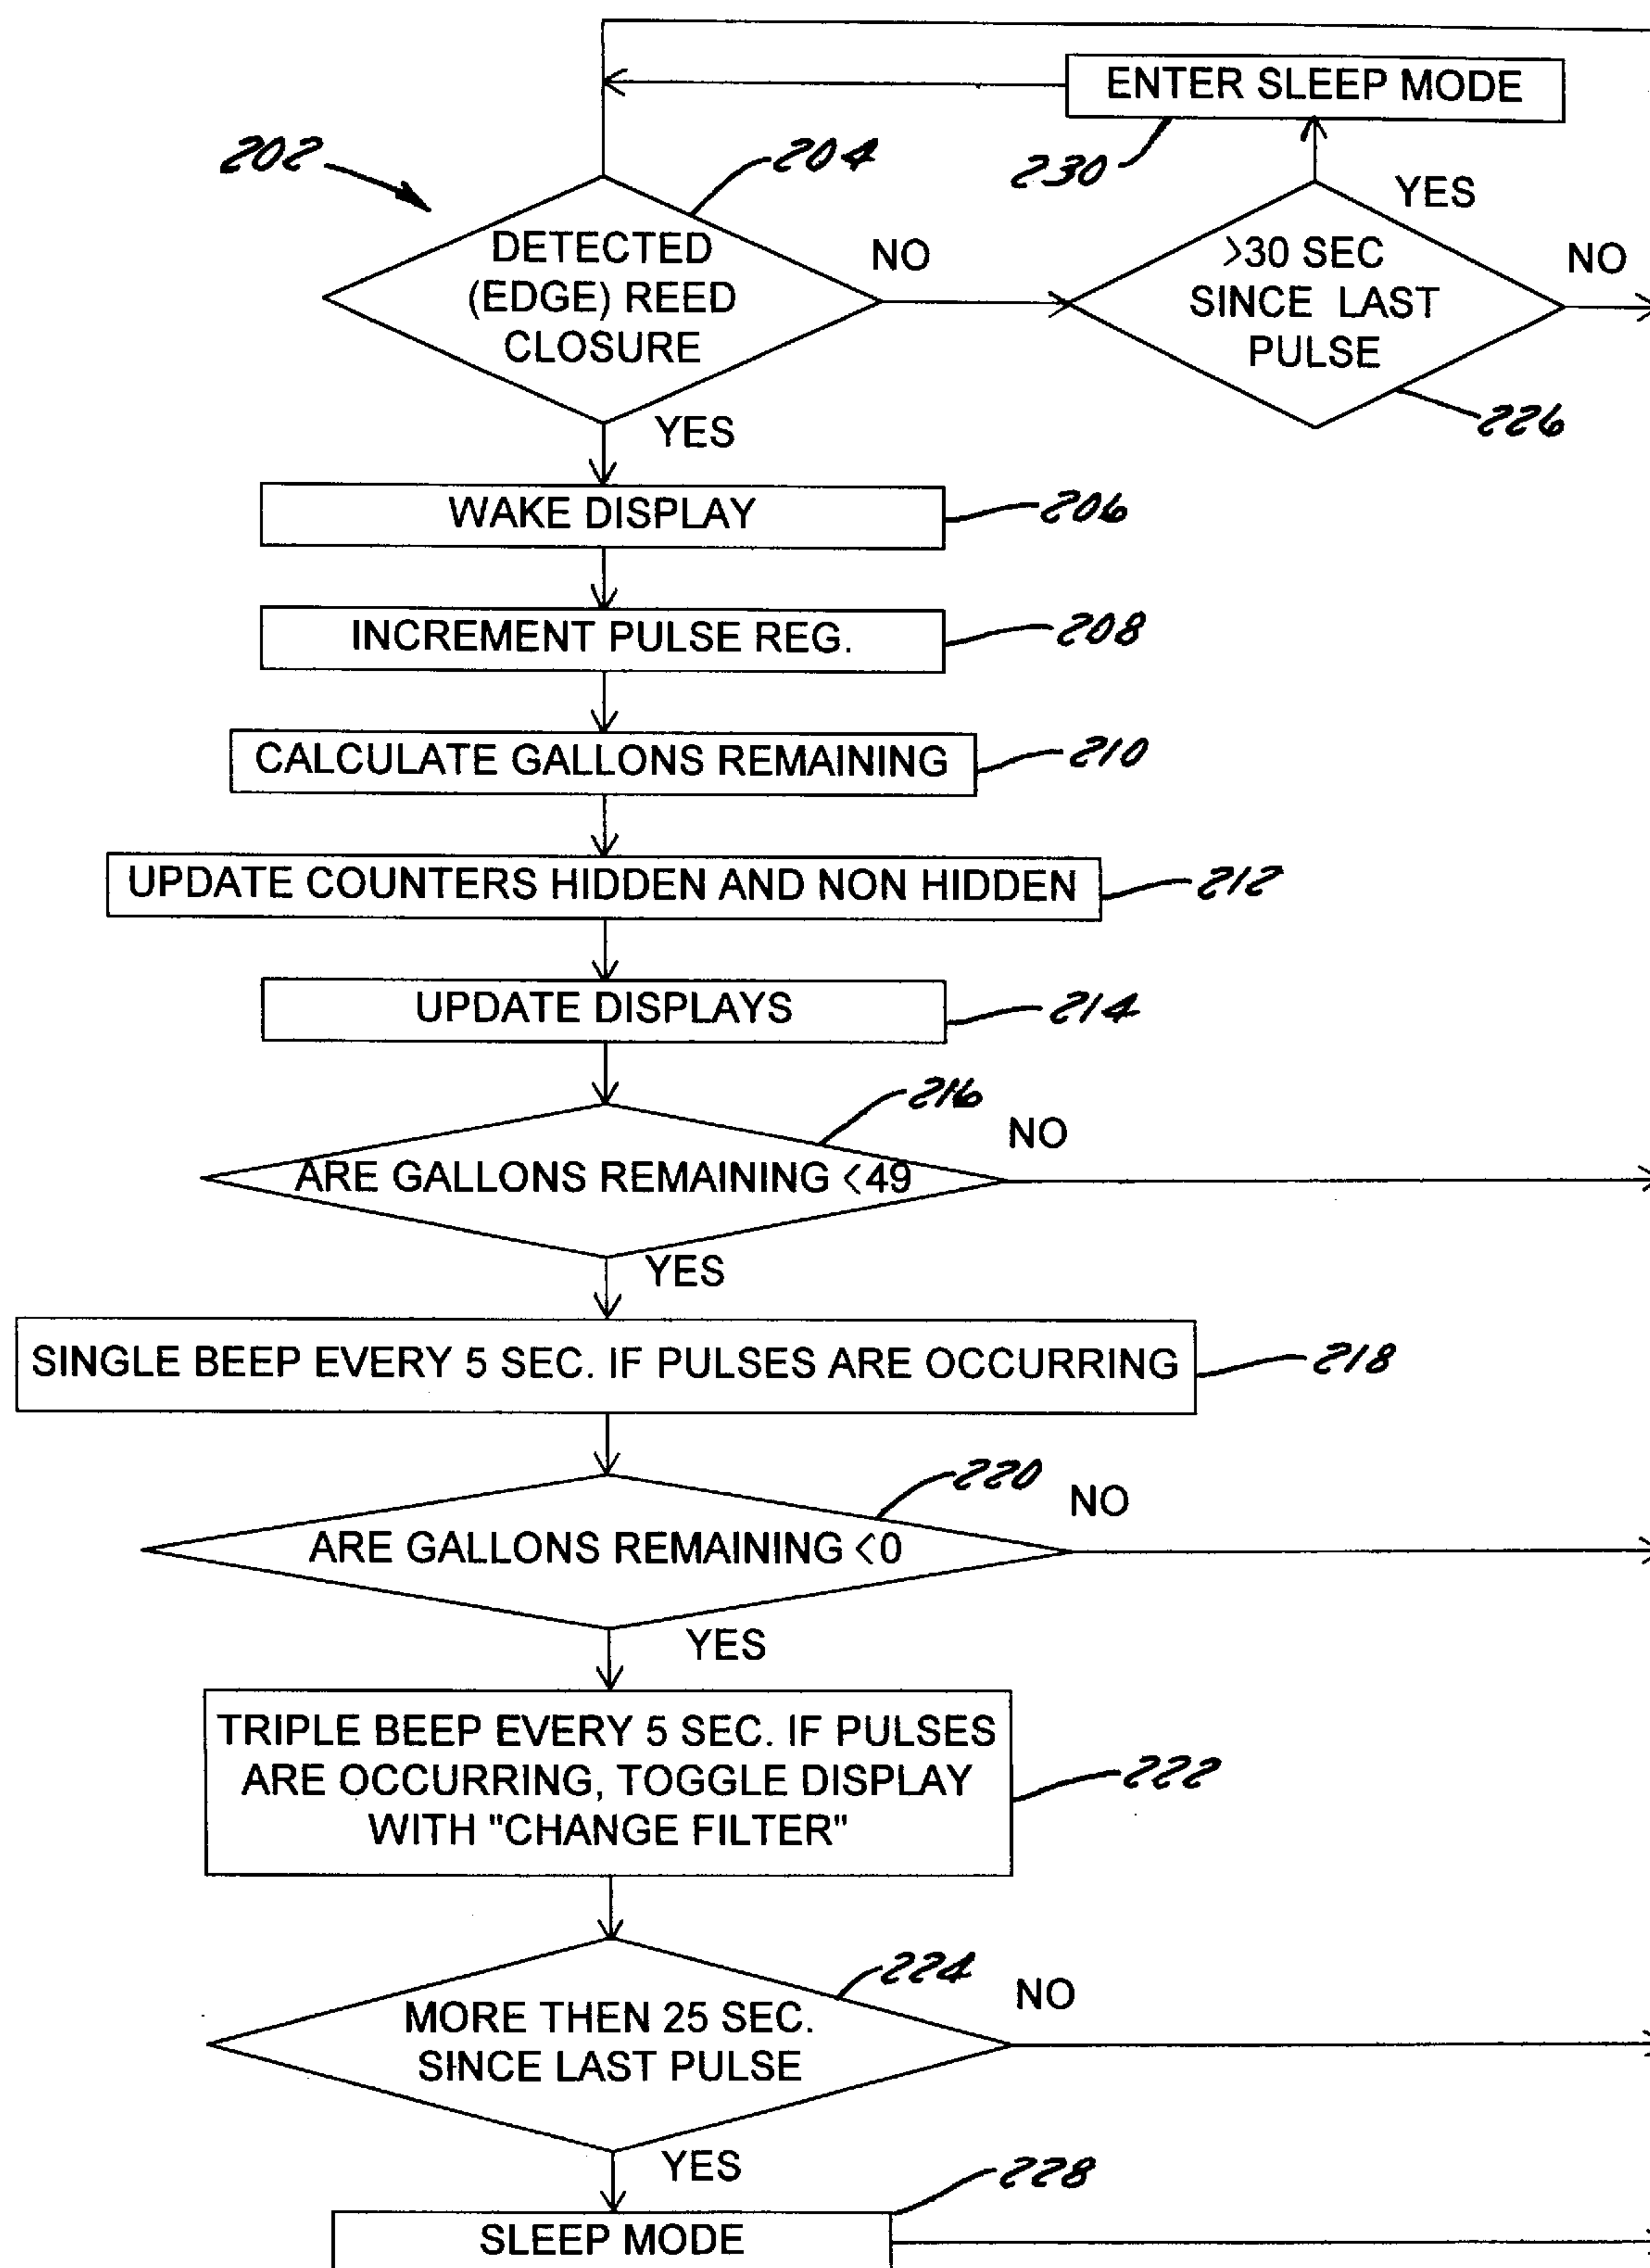 ENTER SLEEP MODE
202
204
230
YES
DETECTED
(EDGE) REED
CLOSURE
NO
>30 SEC
SINCE LAST
PULSE
NO
226
YES
WAKE DISPLAY
206
INCREMENT PULSE REG.
208
CALCULATE GALLONS REMAINING
210
UPDATE COUNTERS HIDDEN AND NON HIDDEN
212
UPDATE DISPLAYS
214
216
NO
ARE GALLONS REMAINING <49
YES
SINGLE BEEP EVERY 5 SEC. IF PULSES ARE OCCURRING
218
220
NO
ARE GALLONS REMAINING <0
YES
TRIPLE BEEP EVERY 5 SEC. IF PULSES
ARE OCCURRING, TOGGLE DISPLAY
WITH "CHANGE FILTER"
222
224
NO
MORE THEN 25 SEC.
SINCE LAST PULSE
YES
228
SLEEP MODE